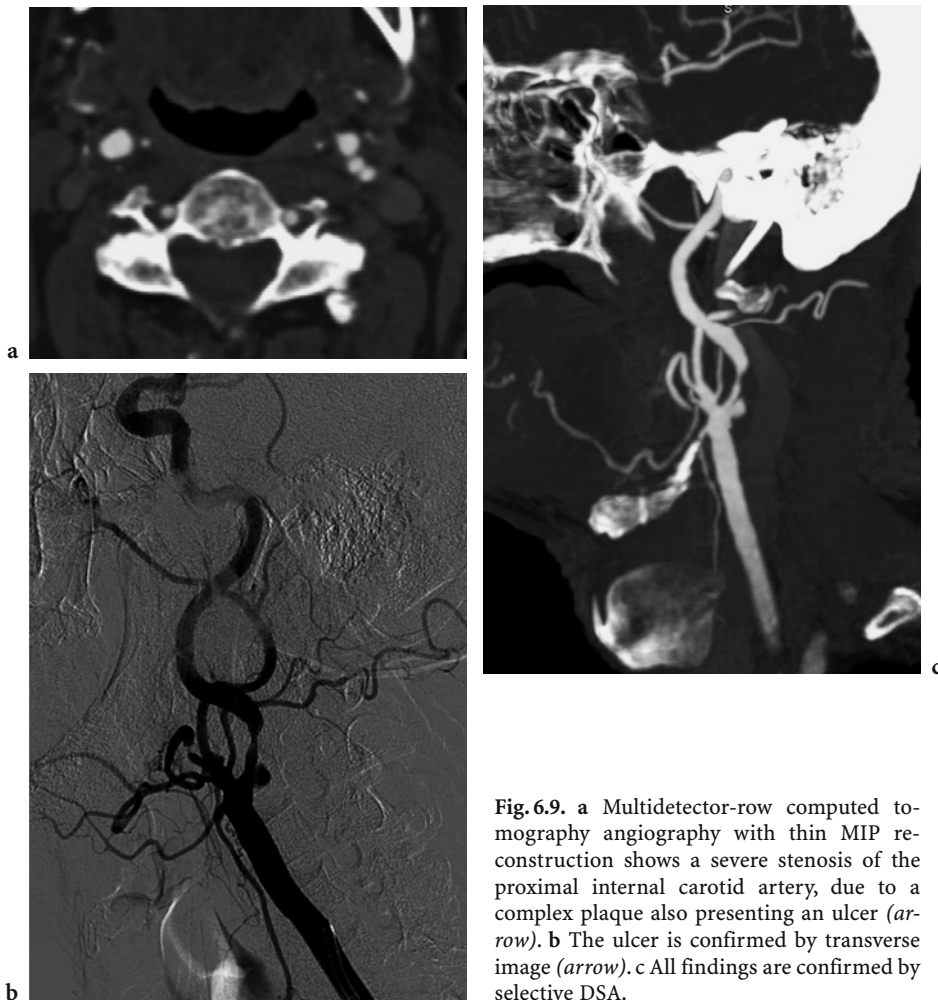 S
a
b
c
Fig. 6.9. a Multidetector-row computed to-
mography angiography with thin MIP re-
construction shows a severe stenosis of the
proximal internal carotid artery, due to a
complex plaque also presenting an ulcer (ar-
row). b The ulcer is confirmed by transverse
image (arrow). c All findings are confirmed by
selective DSA.